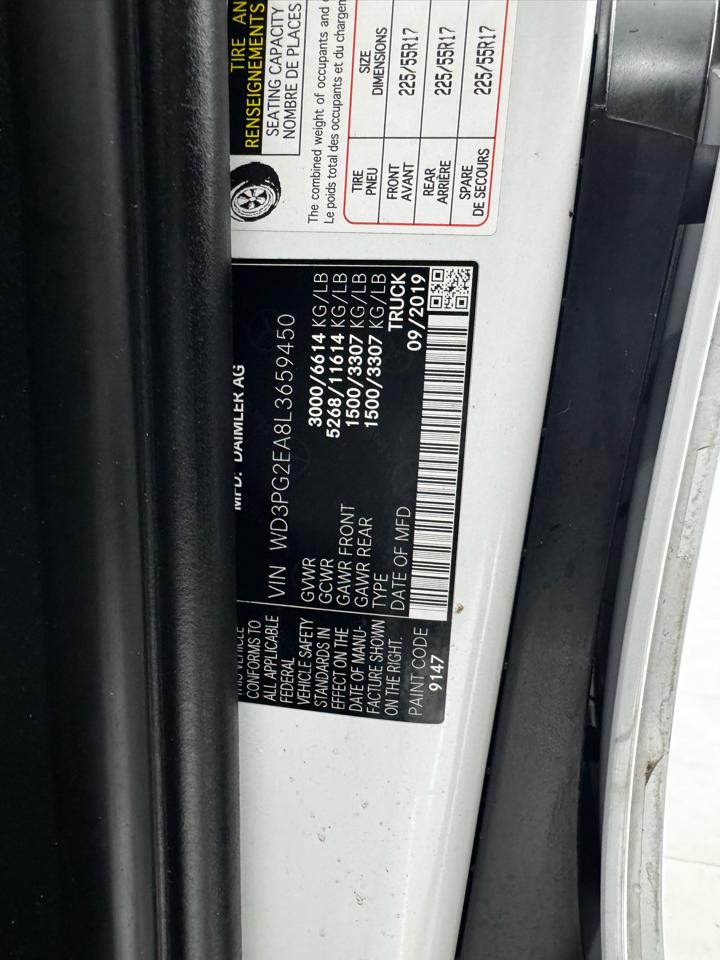 TIRE AN
RENSEIGNEMENTS
SEATING CAPACITY
NOMBRE DE PLACES
The combined weight of occupants and
Le poids total des occupants et du chargem
TIRE
PNEU
SIZE
DIMENSIONS
FRONT
AVANT
225/55R17
REAR
ARRIÈRE
225/55R17
SPARE
DE SECOURS
225/55R17
MFD. DAIMLER AG
VIN WD3PG2EA8L3659450
GVWR 3000/6614 KG/LB
GCWR 5268/11614 KG/LB
GAWR FRONT 1500/3307 KG/LB
GAWR REAR 1500/3307 KG/LB
TYPE TRUCK
DATE OF MFD 09/2019
THIS VEHICLE
CONFORMS TO
ALL APPLICABLE
FEDERAL
VEHICLE SAFETY
STANDARDS IN
EFFECT ON THE
DATE OF MANU-
FACTURE SHOWN
ON THE RIGHT.
PAINT CODE
9147